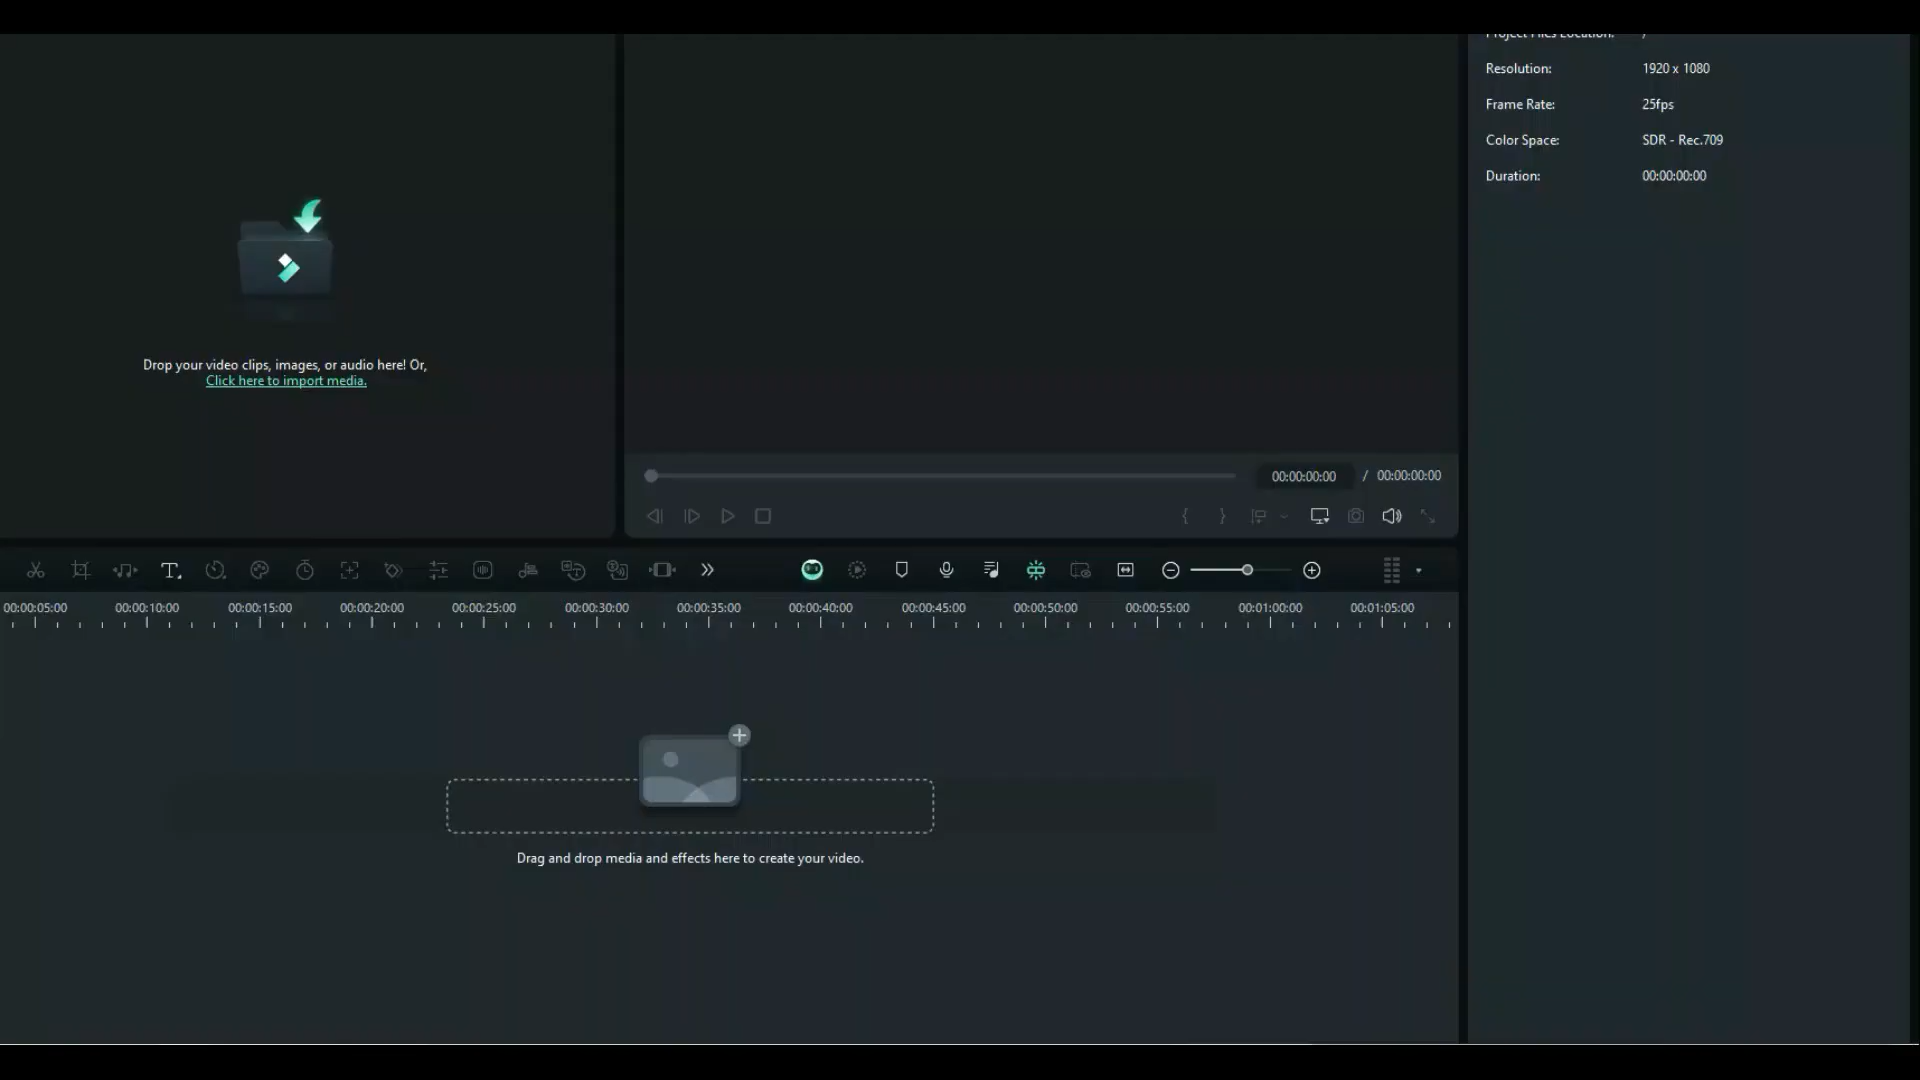 Project Files Location: /
Resolution: 1920 x 1080
Frame Rate: 25fps
Color Space: SDR - Rec.709
Duration: 00:00:00:00
Drop your video clips, images, or audio here! Or,
Click here to import media.
00:00:00:00 / 00:00:00:00
00:00:05:00 00:00:10:00 00:00:15:00 00:00:20:00 00:00:25:00 00:00:30:00 00:00:35:00 00:00:40:00 00:00:45:00 00:00:50:00 00:00:55:00 00:01:00:00 00:01:05:00
Drag and drop media and effects here to create your video.